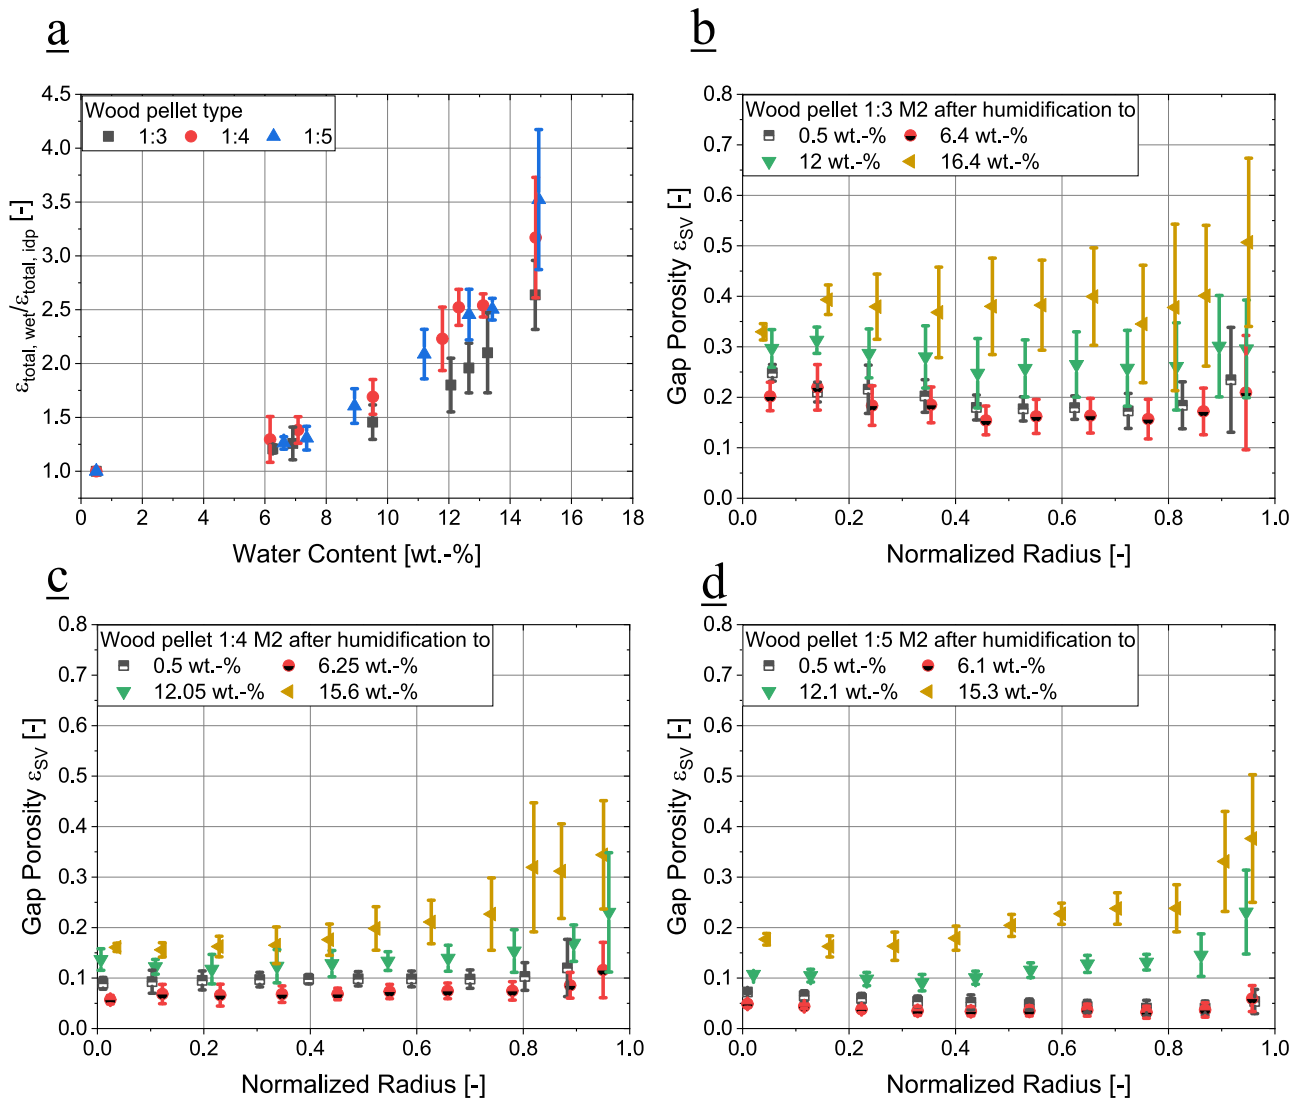 a
4.5
4.0
3.5
3.0
2.5
2.0
1.5
1.0
εtotal, wet/εtotal, idp [-]
Wood pellet type
1:3 1:4 1:5
0 2 4 6 8 10 12 14 16 18
Water Content [wt.-%]
b
0.8
0.7
0.6
0.5
0.4
0.3
0.2
0.1
0.0
Gap Porosity εSV [-]
Wood pellet 1:3 M2 after humidification to
0.5 wt.-% 6.4 wt.-%
12 wt.-% 16.4 wt.-%
0.0 0.2 0.4 0.6 0.8 1.0
Normalized Radius [-]
c
0.8
0.7
0.6
0.5
0.4
0.3
0.2
0.1
0.0
Gap Porosity εSV [-]
Wood pellet 1:4 M2 after humidification to
0.5 wt.-% 6.25 wt.-%
12.05 wt.-% 15.6 wt.-%
0.0 0.2 0.4 0.6 0.8 1.0
Normalized Radius [-]
d
0.8
0.7
0.6
0.5
0.4
0.3
0.2
0.1
0.0
Gap Porosity εSV [-]
Wood pellet 1:5 M2 after humidification to
0.5 wt.-% 6.1 wt.-%
12.1 wt.-% 15.3 wt.-%
0.0 0.2 0.4 0.6 0.8 1.0
Normalized Radius [-]